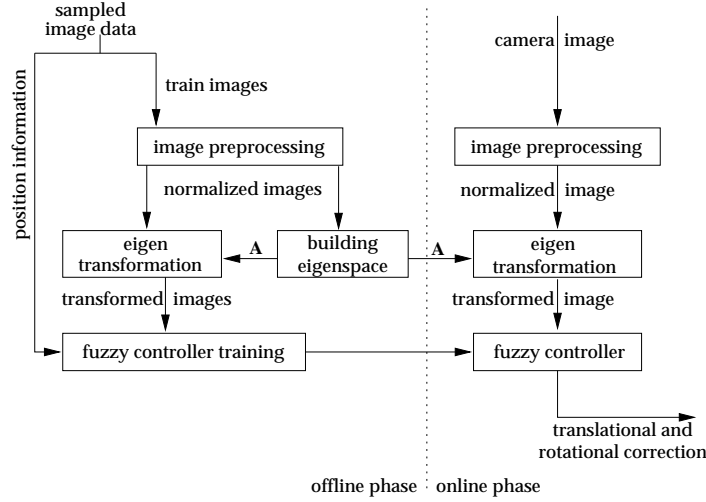 sampled
image data
camera image
train images
position information
image preprocessing
image preprocessing
normalized images
normalized image
eigen
transformation
A
building
eigenspace
A
eigen
transformation
transformed images
transformed image
fuzzy controller training
fuzzy controller
translational and
rotational correction
offline phase
online phase